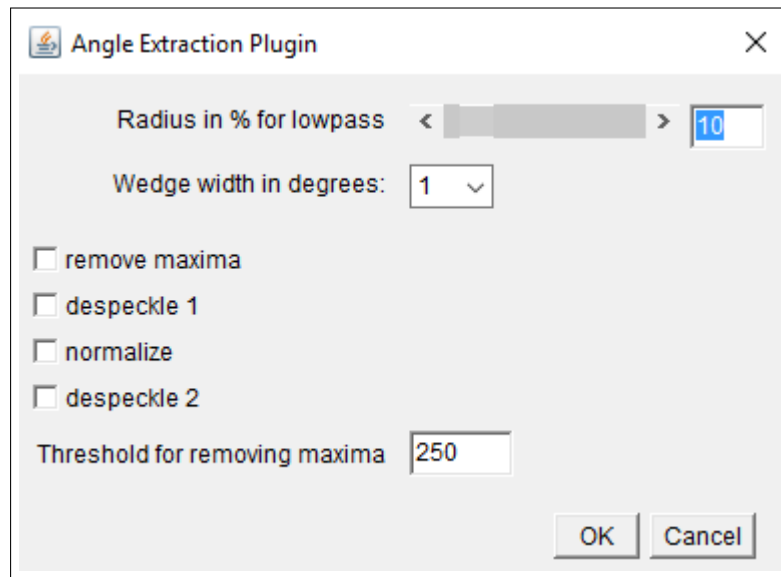 Angle Extraction Plugin
Radius in % for lowpass 10
Wedge width in degrees: 1
remove maxima
despeckle 1
normalize
despeckle 2
Threshold for removing maxima 250
OK Cancel